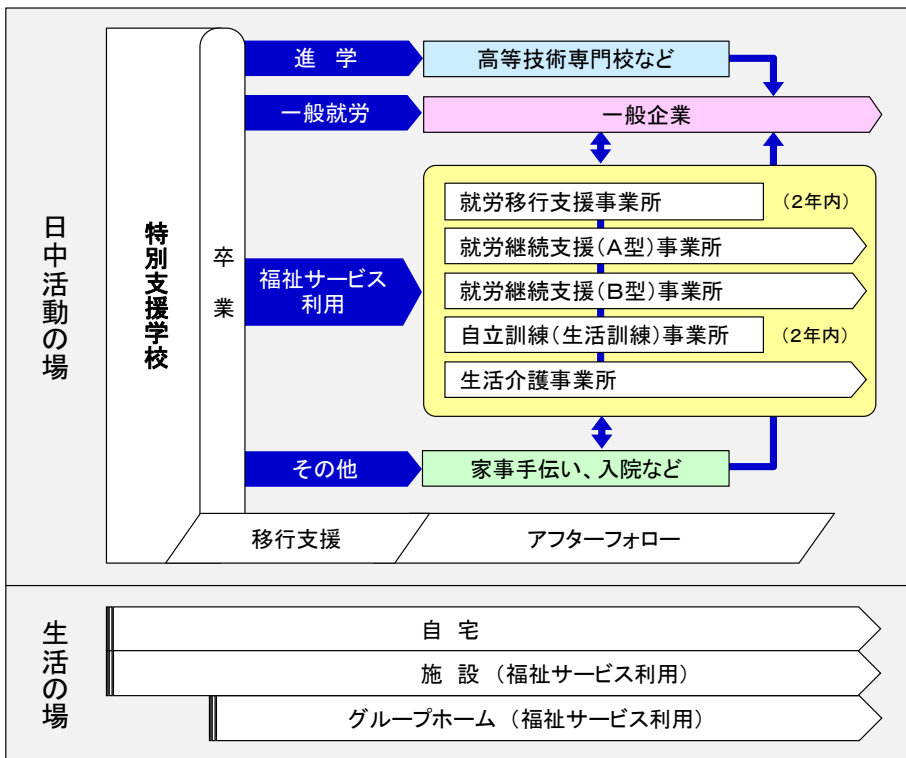 日中活動の場
特別支援学校
卒業
進 学
高等技術専門校など
一般就労
一般企業
福祉サービス
利用
就労移行支援事業所
(2年内)
就労継続支援(A型)事業所
就労継続支援(B型)事業所
自立訓練(生活訓練)事業所
(2年内)
生活介護事業所
その他
家事手伝い、入院など
移行支援
アフターフォロー
生活の場
自 宅
施 設 (福祉サービス利用)
グループホーム (福祉サービス利用)